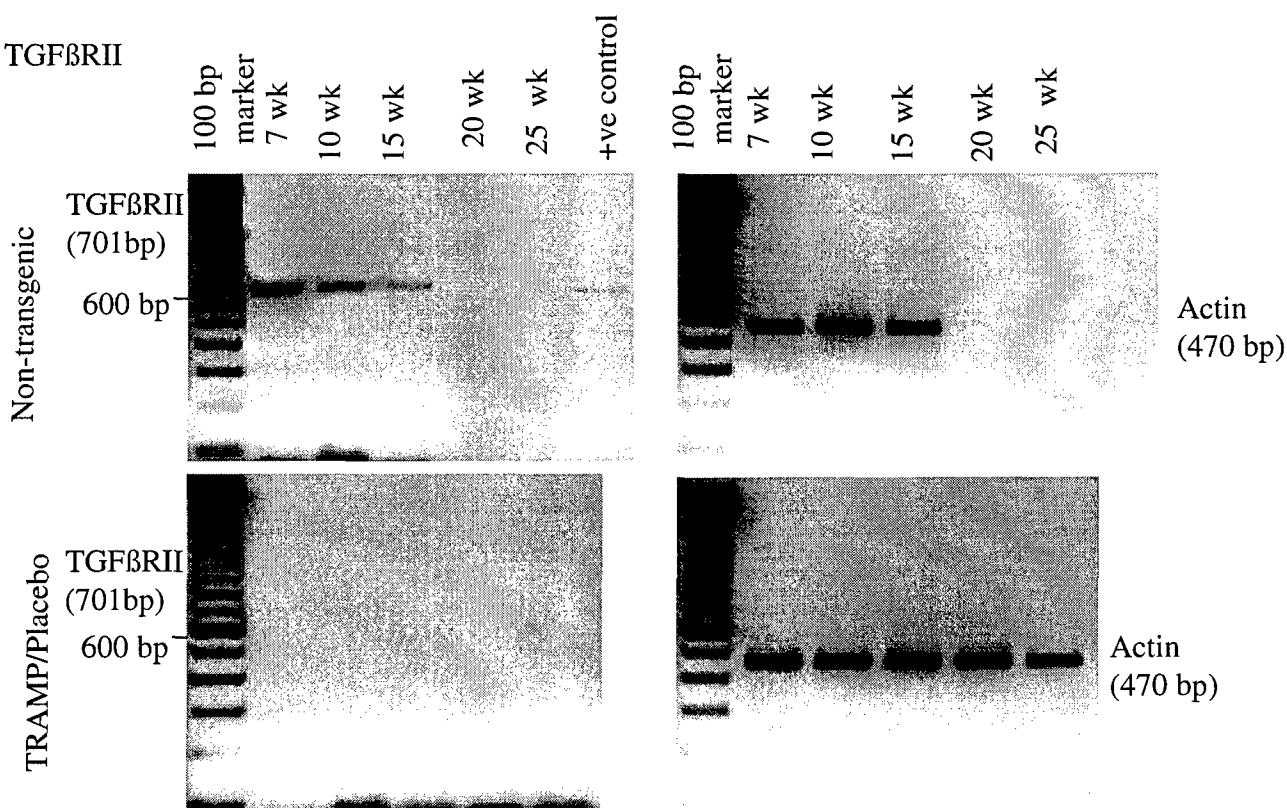 TGFßRII
100 bp
marker
7 wk
10 wk
15 wk
20 wk
25 wk
+ve control
100 bp
marker
7 wk
10 wk
15 wk
20 wk
25 wk
Non-transgenic
TGFßRII
(701bp)
600 bp
Actin
(470 bp)
TRAMP/Placebo
TGFßRII
(701bp)
600 bp
Actin
(470 bp)